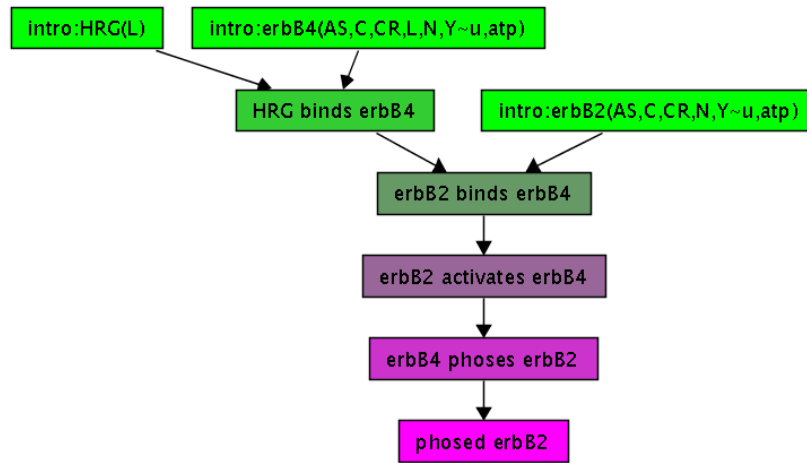 intro:HRG(L)
intro:erbB4(AS,C,CR,L,N,Y~u,atp)
HRG binds erbB4
intro:erbB2(AS,C,CR,N,Y~u,atp)
erbB2 binds erbB4
erbB2 activates erbB4
erbB4 phoses erbB2
phosed erbB2